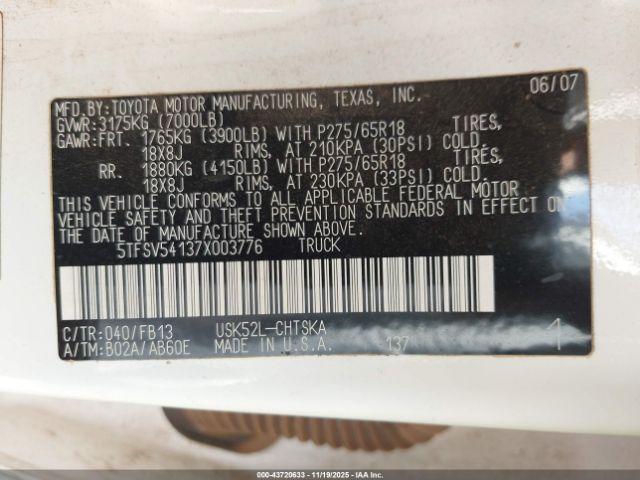 06/07
MFD.BY:TOYOTA MOTOR MANUFACTURING, TEXAS, INC.
GVWR:3175KG (7000LB)
GAWR:FRT. 1765KG (3900LB) WITH P275/65R18 TIRES,
18X8J RIMS, AT 210KPA (30PSI) COLD.
RR. 1880KG (4150LB) WITH P275/65R18 TIRES,
18X8J RIMS, AT 230KPA (33PSI) COLD.
THIS VEHICLE CONFORMS TO ALL APPLICABLE FEDERAL MOTOR
VEHICLE SAFETY AND THEFT PREVENTION STANDARDS IN EFFECT ON
THE DATE OF MANUFACTURE SHOWN ABOVE.
5TFSV54137X003776 TRUCK
C/TR:040/FB13 USK52L-CHTSKA
A/TM:B02A/AB60E MADE IN U.S.A. 137 1
000-43720633 - 11/19/2025 - IAA Inc.